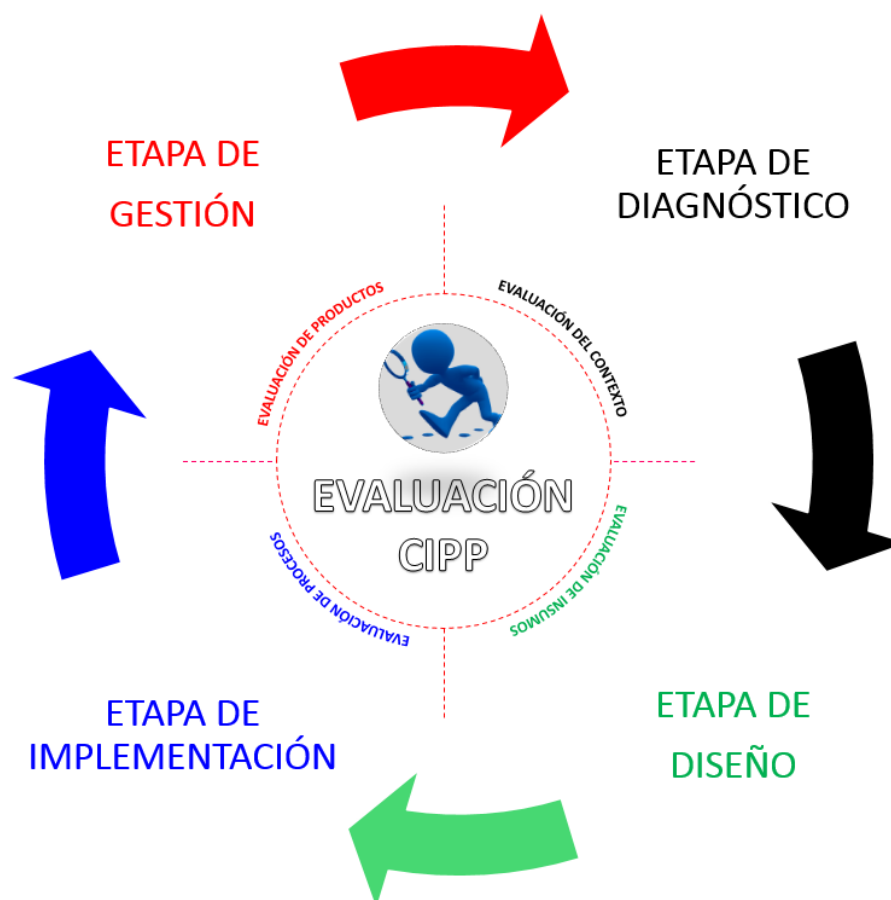 ETAPA DE
GESTIÓN
ETAPA DE
DIAGNÓSTICO
EVALUACIÓN DE PRODUCTOS
EVALUACIÓN DEL CONTEXTO
EVALUACIÓN
CIPP
EVALUACIÓN DE PROCESOS
EVALUACIÓN DE INSUMOS
ETAPA DE
IMPLEMENTACIÓN
ETAPA DE
DISEÑO